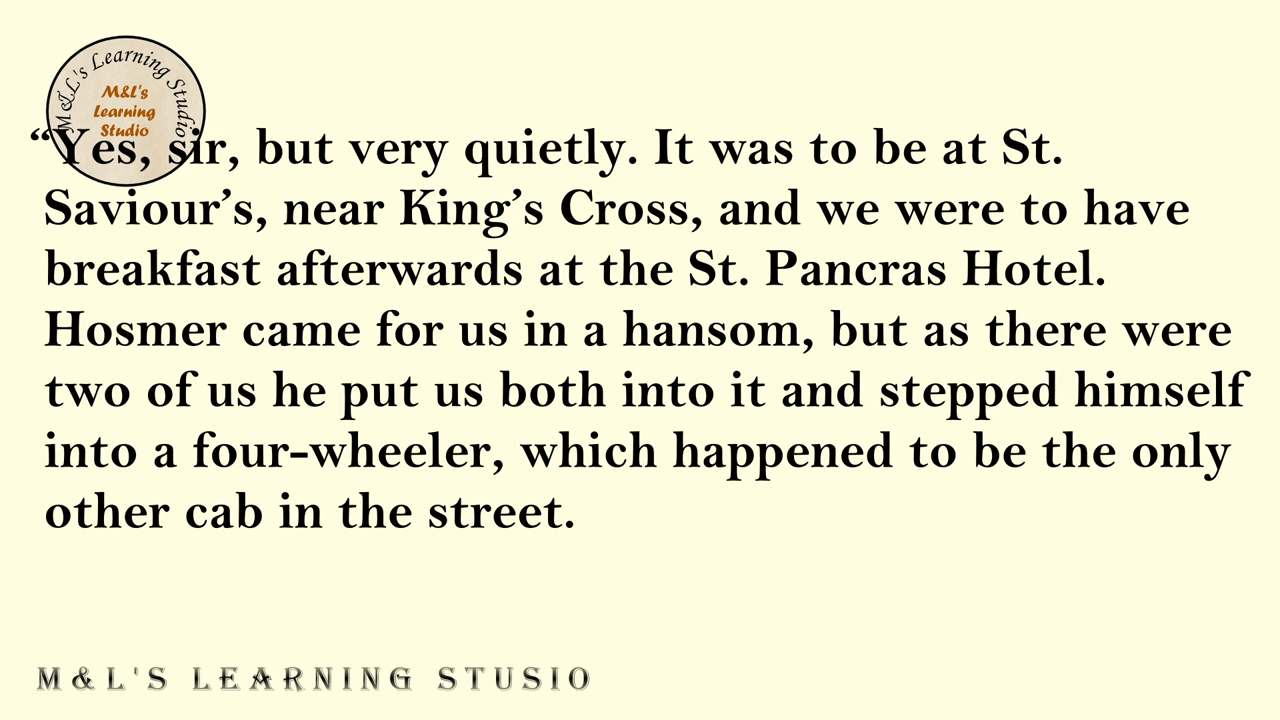 M&L's Learning Studio
M&L's
Learning
Studio
“Yes, sir, but very quietly. It was to be at St.
Saviour’s, near King’s Cross, and we were to have
breakfast afterwards at the St. Pancras Hotel.
Hosmer came for us in a hansom, but as there were
two of us he put us both into it and stepped himself
into a four-wheeler, which happened to be the only
other cab in the street.
M&L'S LEARNING STUSIO